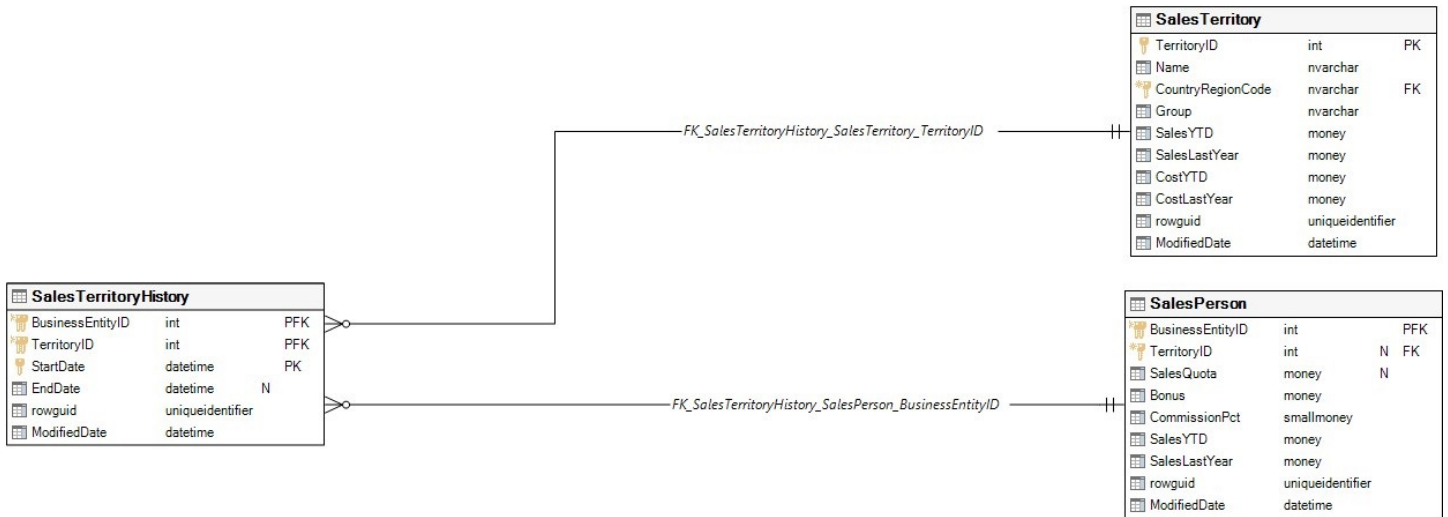 SalesTerritory
TerritoryID int PK
Name nvarchar
CountryRegionCode nvarchar FK
Group nvarchar
SalesYTD money
SalesLastYear money
CostYTD money
CostLastYear money
rowguid uniqueidentifier
ModifiedDate datetime
FK_SalesTerritoryHistory_SalesTerritory_TerritoryID
SalesTerritoryHistory
BusinessEntityID int PFK
TerritoryID int PFK
StartDate datetime PK
EndDate datetime N
rowguid uniqueidentifier
ModifiedDate datetime
FK_SalesTerritoryHistory_SalesPerson_BusinessEntityID
SalesPerson
BusinessEntityID int PFK
TerritoryID int N FK
SalesQuota money N
Bonus money
CommissionPct smallmoney
SalesYTD money
SalesLastYear money
rowguid uniqueidentifier
ModifiedDate datetime